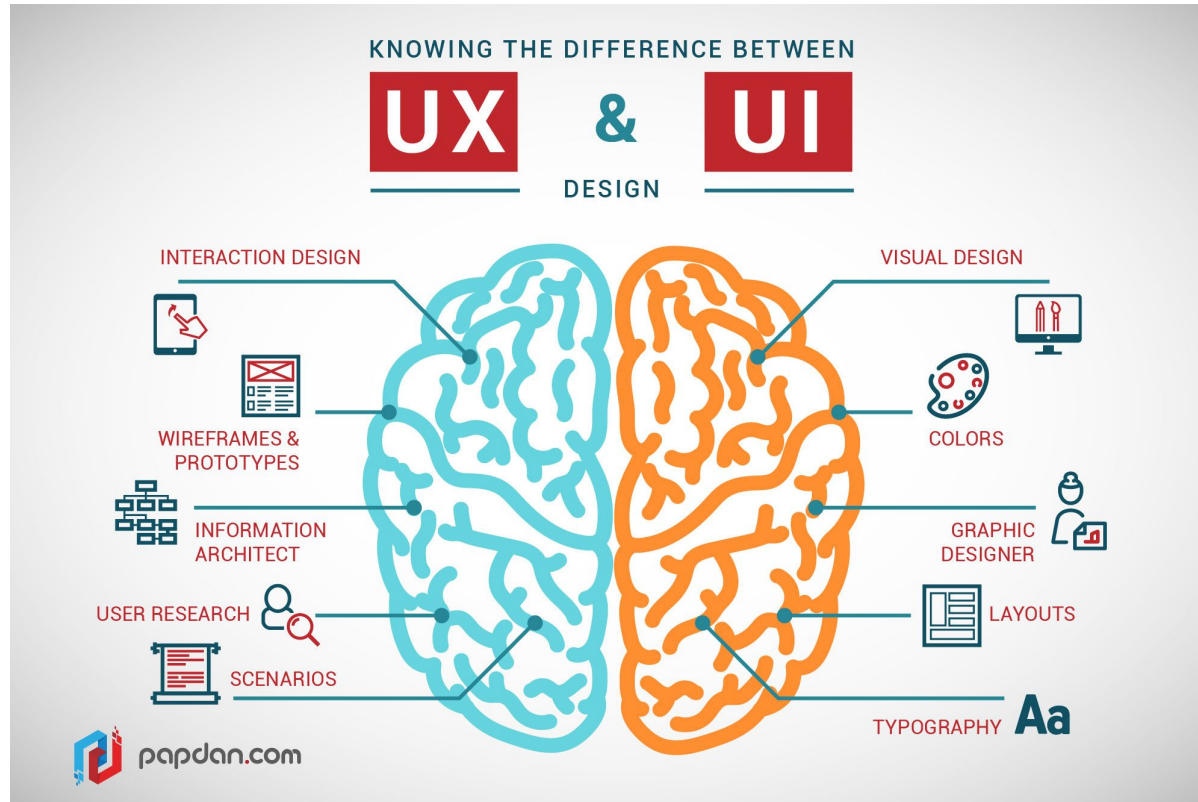 KNOWING THE DIFFERENCE BETWEEN
UX & UI
DESIGN
INTERACTION DESIGN
WIREFRAMES &
PROTOTYPES
INFORMATION
ARCHITECT
USER RESEARCH
SCENARIOS
VISUAL DESIGN
COLORS
GRAPHIC
DESIGNER
LAYOUTS
TYPOGRAPHY Aa
papdan.com